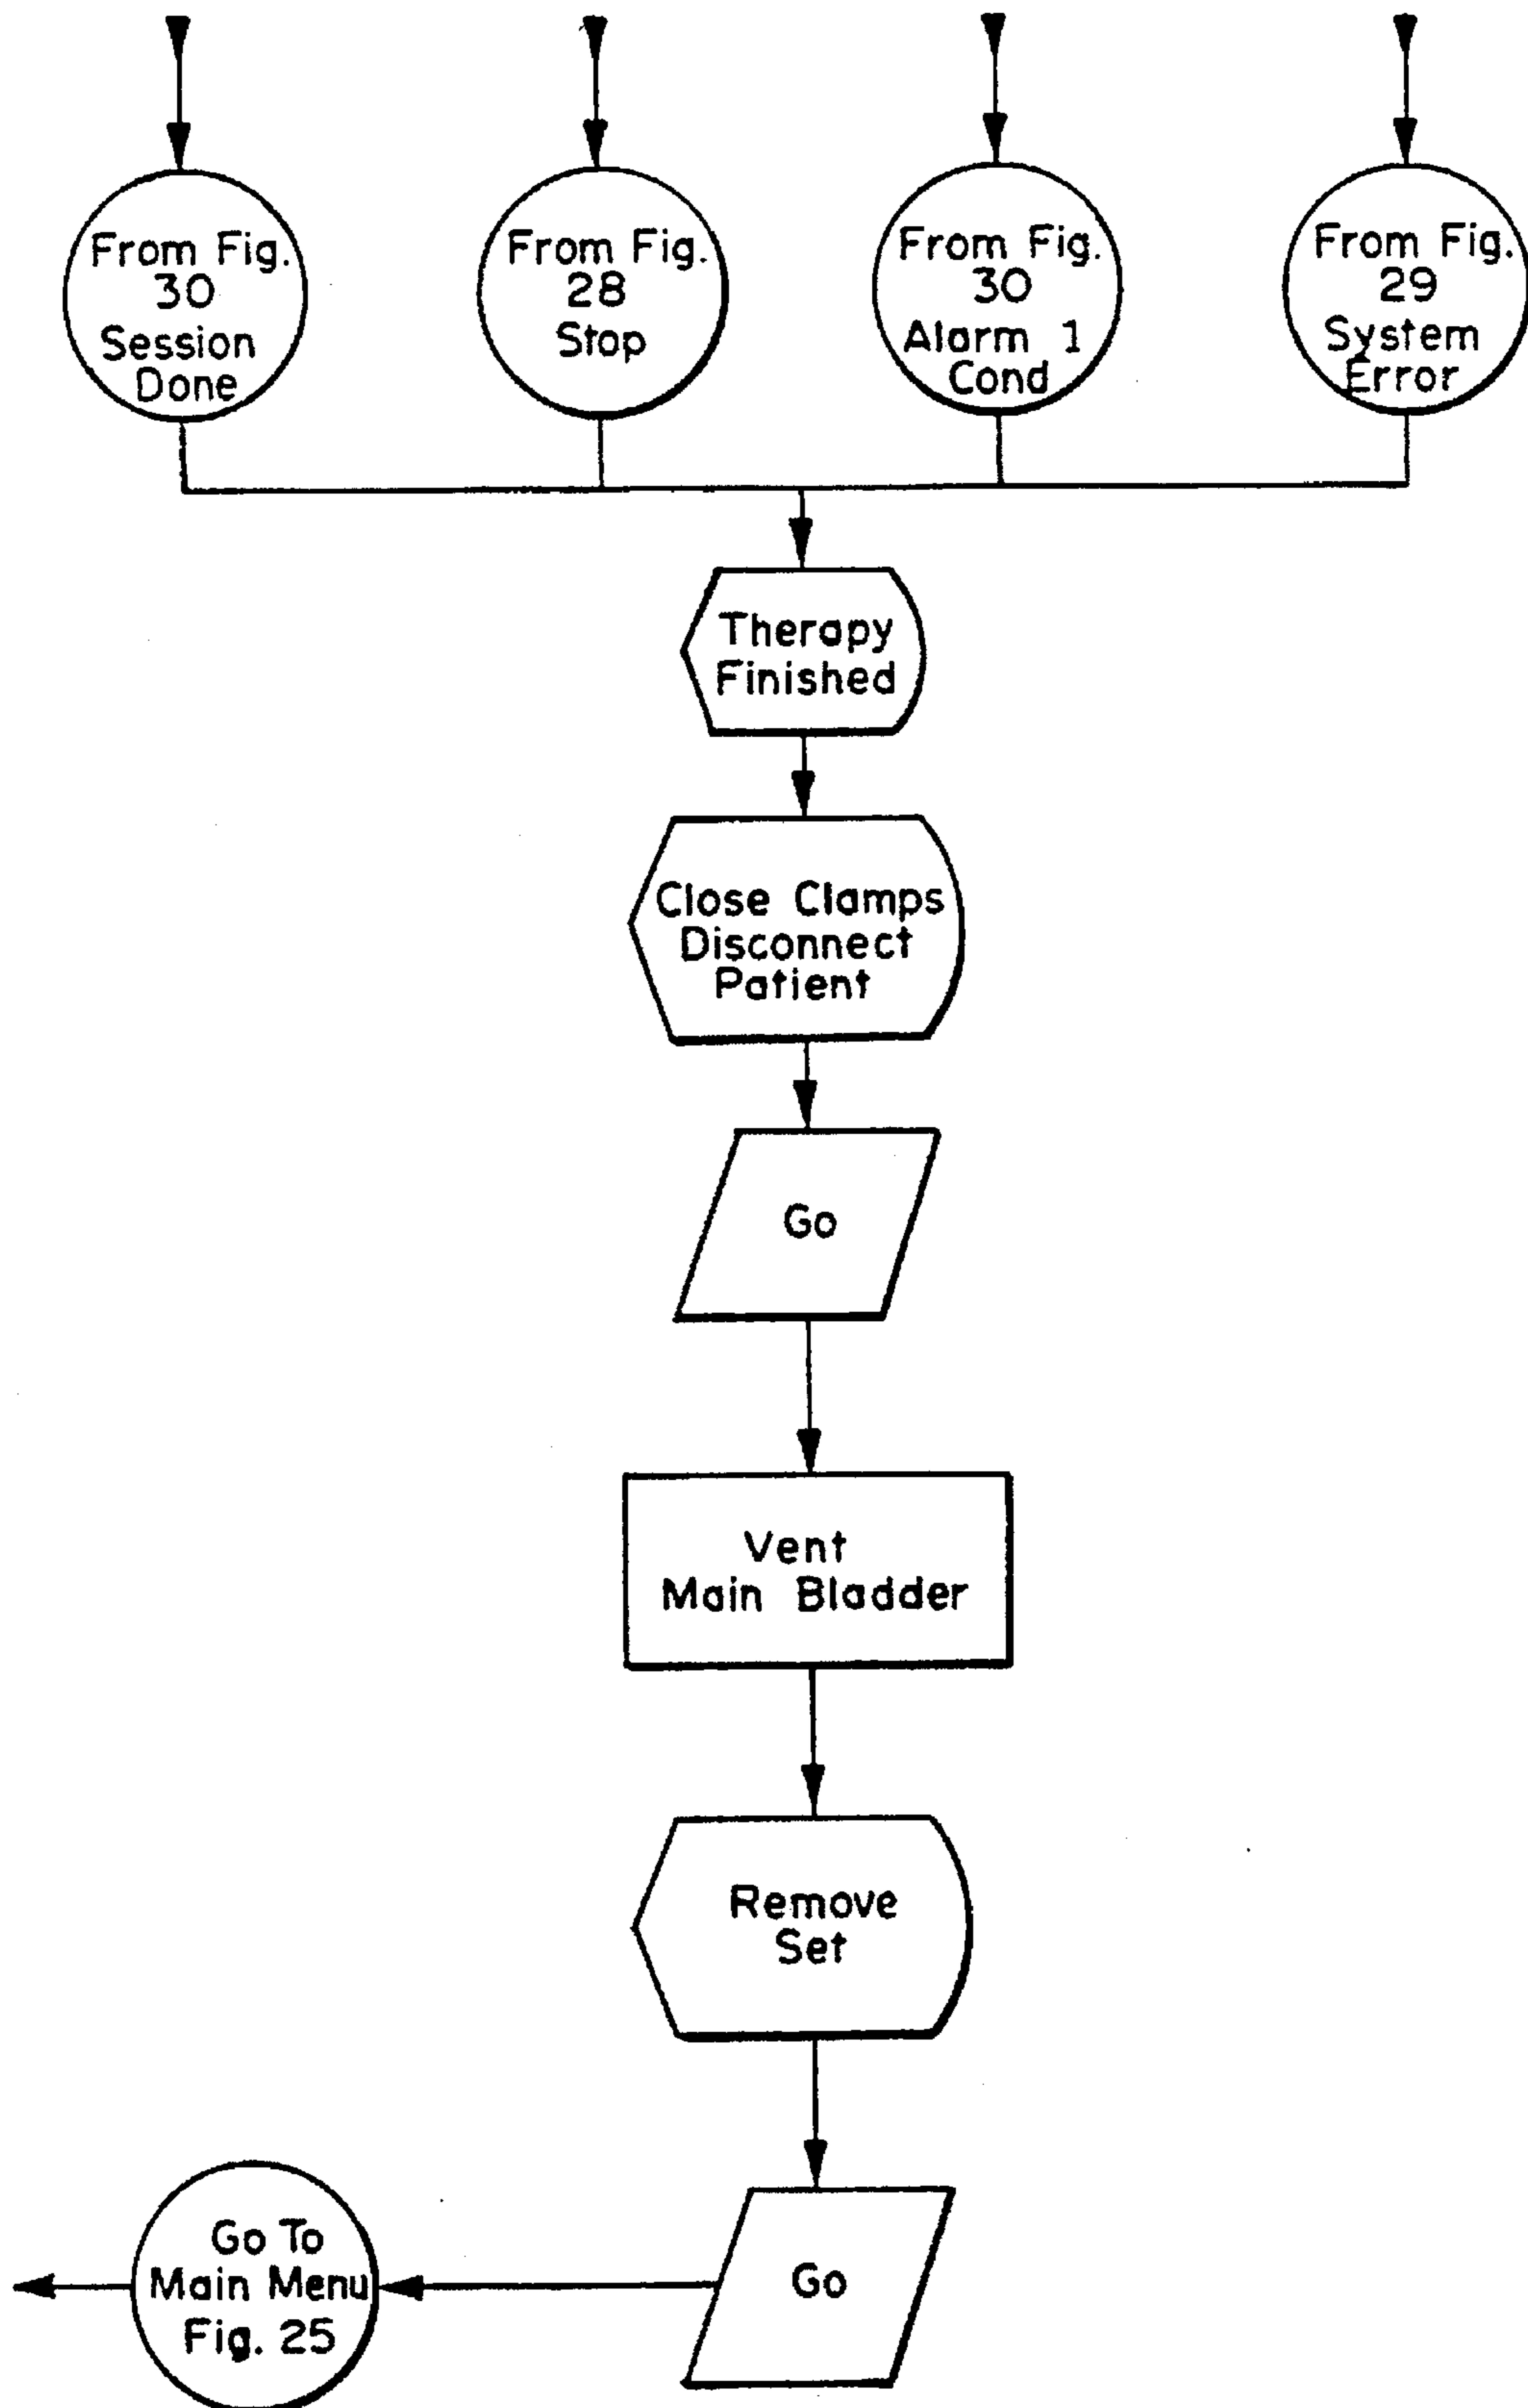 From Fig.
30
Session
Done
From Fig.
28
Stop
From Fig.
30
Alarm 1
Cond
From Fig.
29
System
Error
Therapy
Finished
Close Clamps
Disconnect
Patient
Go
Vent
Main Bladder
Remove
Set
Go
Go To
Main Menu
Fig. 25